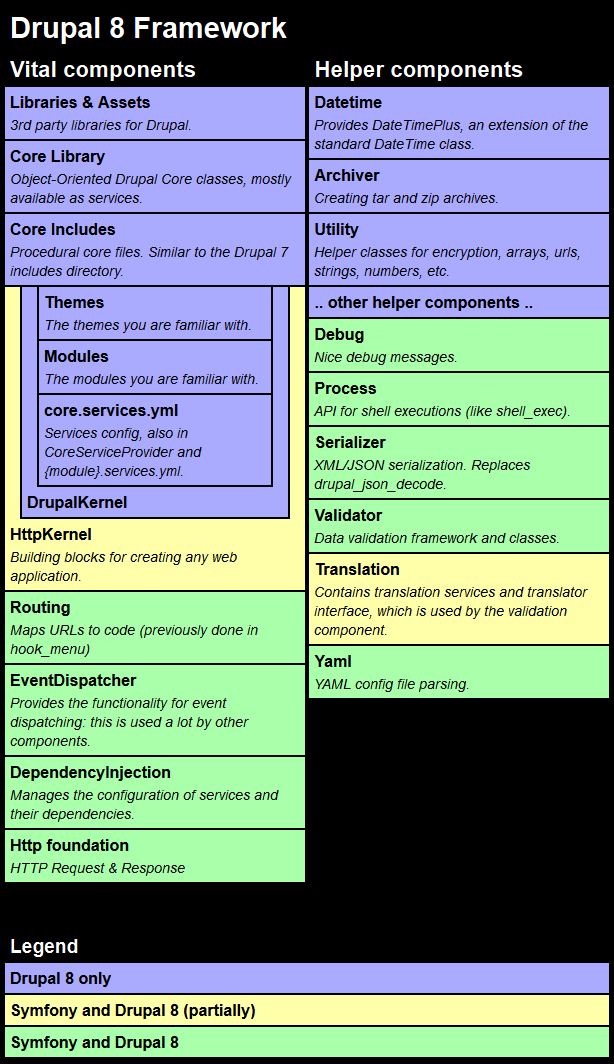 Drupal 8 Framework
Vital components
Libraries & Assets
3rd party libraries for Drupal.
Core Library
Object-Oriented Drupal Core classes, mostly
available as services.
Core Includes
Procedural core files. Similar to the Drupal 7
includes directory.
Themes
The themes you are familiar with.
Modules
The modules you are familiar with.
core.services.yml
Services config, also in
CoreServiceProvider and
{module}.services.yml.
DrupalKernel
HttpKernel
Building blocks for creating any web
application.
Routing
Maps URLs to code (previously done in
hook_menu)
EventDispatcher
Provides the functionality for event
dispatching: this is used a lot by other
components.
DependencyInjection
Manages the configuration of services and
their dependencies.
Http foundation
HTTP Request & Response
Helper components
Datetime
Provides DateTimePlus, an extension of the
standard DateTime class.
Archiver
Creating tar and zip archives.
Utility
Helper classes for encryption, arrays, urls,
strings, numbers, etc.
.. other helper components ..
Debug
Nice debug messages.
Process
API for shell executions (like shell_exec).
Serializer
XML/JSON serialization. Replaces
drupal_json_decode.
Validator
Data validation framework and classes.
Translation
Contains translation services and translator
interface, which is used by the validation
component.
Yaml
YAML config file parsing.
Legend
Drupal 8 only
Symfony and Drupal 8 (partially)
Symfony and Drupal 8